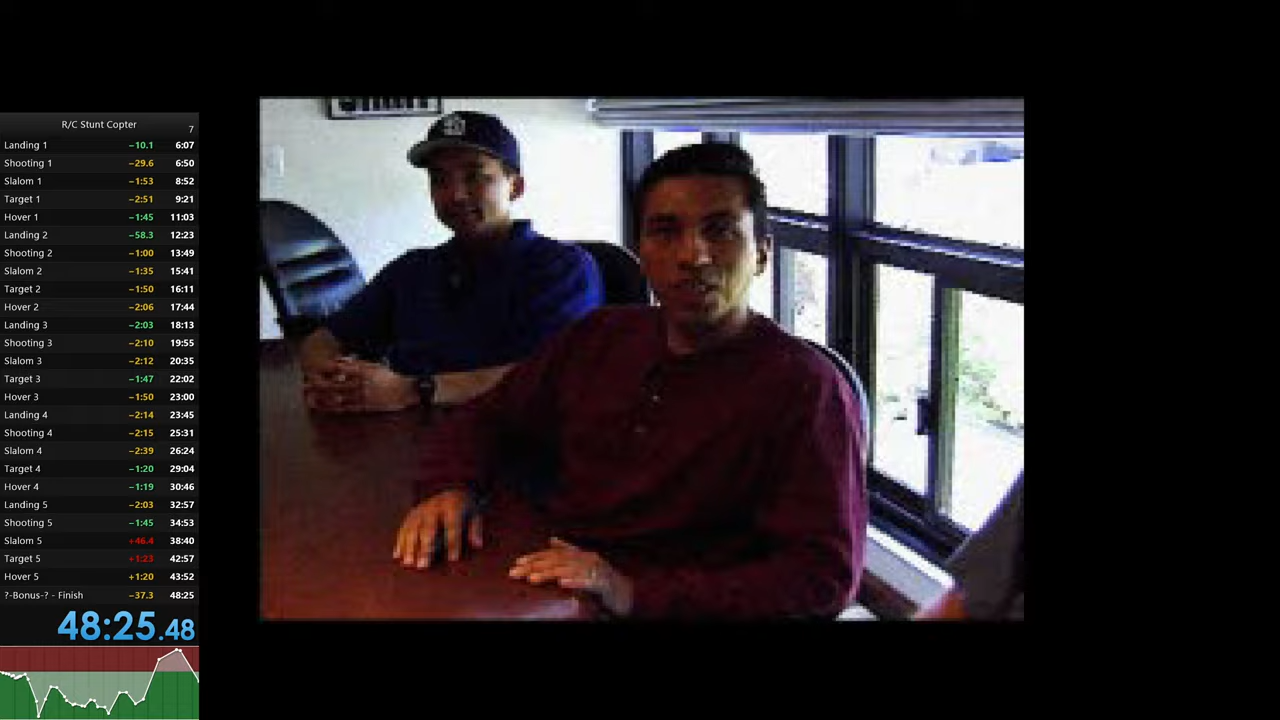 R/C Stunt Copter
7
Landing 1 −10.1 6:07
Shooting 1 −29.6 6:50
Slalom 1 −1:53 8:52
Target 1 −2:51 9:21
Hover 1 −1:45 11:03
Landing 2 −58.3 12:23
Shooting 2 −1:00 13:49
Slalom 2 −1:35 15:41
Target 2 −1:50 16:11
Hover 2 −2:06 17:44
Landing 3 −2:03 18:13
Shooting 3 −2:10 19:55
Slalom 3 −2:12 20:35
Target 3 −1:47 22:02
Hover 3 −1:50 23:00
Landing 4 −2:14 23:45
Shooting 4 −2:15 25:31
Slalom 4 −2:39 26:24
Target 4 −1:20 29:04
Hover 4 −1:19 30:46
Landing 5 −2:03 32:57
Shooting 5 −1:45 34:53
Slalom 5 +46.4 38:40
Target 5 +1:23 42:57
Hover 5 +1:20 43:52
?-Bonus-? - Finish −37.3 48:25
48:25.48